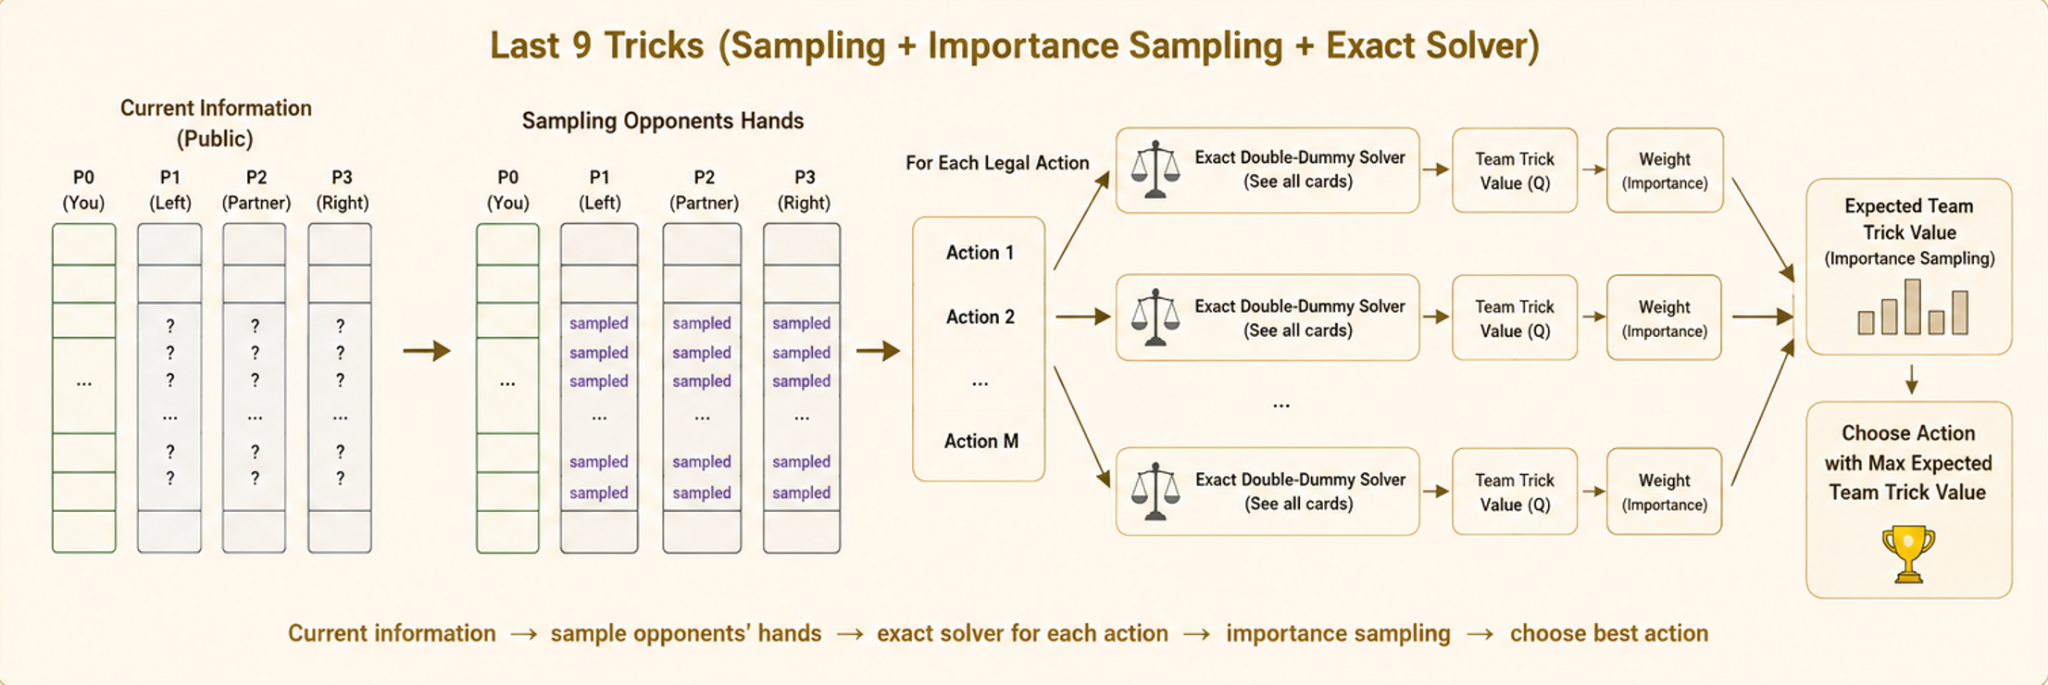 Last 9 Tricks (Sampling + Importance Sampling + Exact Solver)
Current Information
(Public)
P0
(You)
P1
(Left)
P2
(Partner)
P3
(Right)
...
?
?
?
...
?
?
?
?
?
...
?
?
?
?
?
...
?
?
Sampling Opponents Hands
P0
(You)
P1
(Left)
P2
(Partner)
P3
(Right)
...
sampled
sampled
sampled
...
sampled
sampled
sampled
sampled
sampled
...
sampled
sampled
sampled
sampled
sampled
...
sampled
sampled
For Each Legal Action
Action 1
Action 2
...
Action M
Exact Double-Dummy Solver
(See all cards)
Team Trick
Value (Q)
Weight
(Importance)
Exact Double-Dummy Solver
(See all cards)
Team Trick
Value (Q)
Weight
(Importance)
...
Exact Double-Dummy Solver
(See all cards)
Team Trick
Value (Q)
Weight
(Importance)
Expected Team
Trick Value
(Importance Sampling)
Choose Action
with Max Expected
Team Trick Value
Current information → sample opponents' hands → exact solver for each action → importance sampling → choose best action